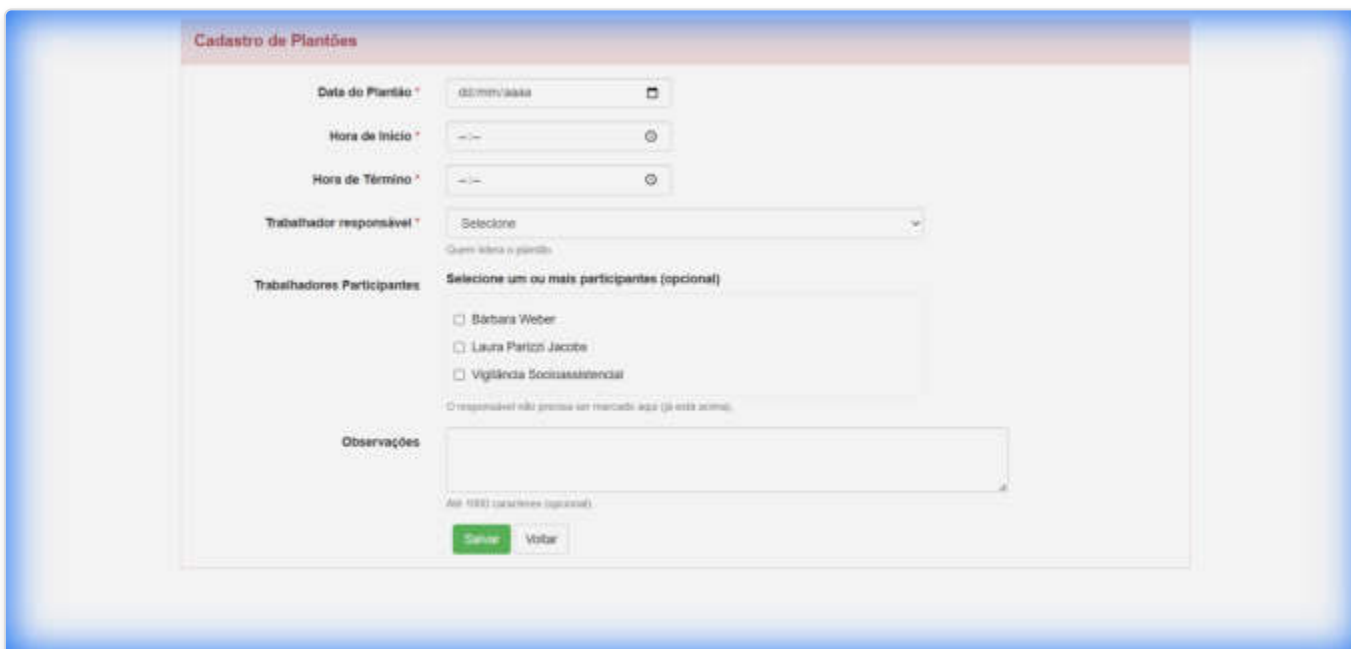 Cadastro de Plantões
Data do Plantão *
dd/mm/aaaa
Hora de Início *
--:--
Hora de Término *
--:--
Trabalhador responsável *
Selecione
Quem lidera o plantão.
Trabalhadores Participantes
Selecione um ou mais participantes (opcional)
Bárbara Weber
Laura Parizzi Jacobs
Vigilância Socioassistencial
O responsável não precisa ser marcado aqui (já está acima).
Observações
Até 1000 caracteres (opcional).
Salvar Voltar